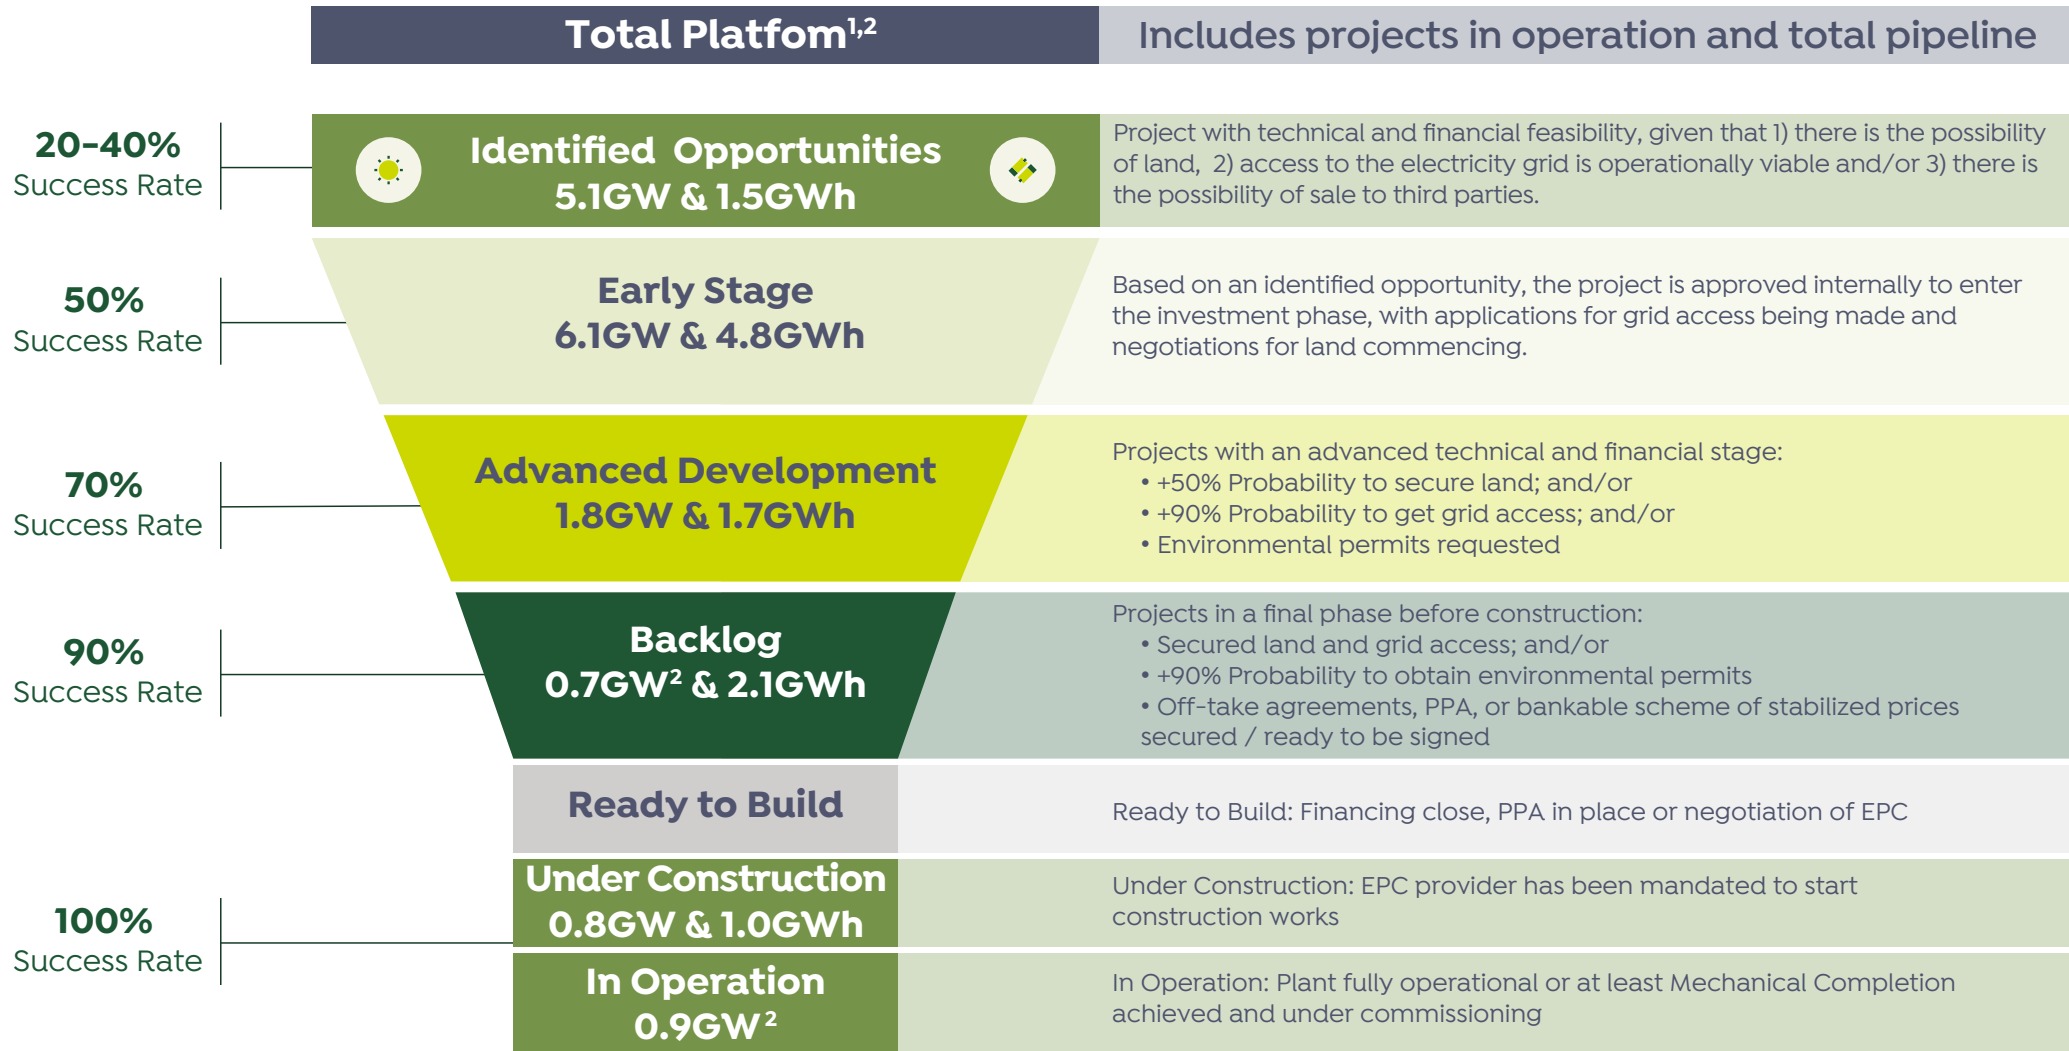 Total Platfom1,2
Includes projects in operation and total pipeline
20-40%
Success Rate
Identified Opportunities
5.1GW & 1.5GWh
Project with technical and financial feasibility, given that 1) there is the possibility
of land, 2) access to the electricity grid is operationally viable and/or 3) there is
the possibility of sale to third parties.
50%
Success Rate
Early Stage
6.1GW & 4.8GWh
Based on an identified opportunity, the project is approved internally to enter
the investment phase, with applications for grid access being made and
negotiations for land commencing.
70%
Success Rate
Advanced Development
1.8GW & 1.7GWh
Projects with an advanced technical and financial stage:
• +50% Probability to secure land; and/or
• +90% Probability to get grid access; and/or
• Environmental permits requested
90%
Success Rate
Backlog
0.7GW2 & 2.1GWh
Projects in a final phase before construction:
• Secured land and grid access; and/or
• +90% Probability to obtain environmental permits
• Off-take agreements, PPA, or bankable scheme of stabilized prices
secured / ready to be signed
Ready to Build
Ready to Build: Financing close, PPA in place or negotiation of EPC
100%
Success Rate
Under Construction
0.8GW & 1.0GWh
Under Construction: EPC provider has been mandated to start
construction works
In Operation
0.9GW2
In Operation: Plant fully operational or at least Mechanical Completion
achieved and under commissioning